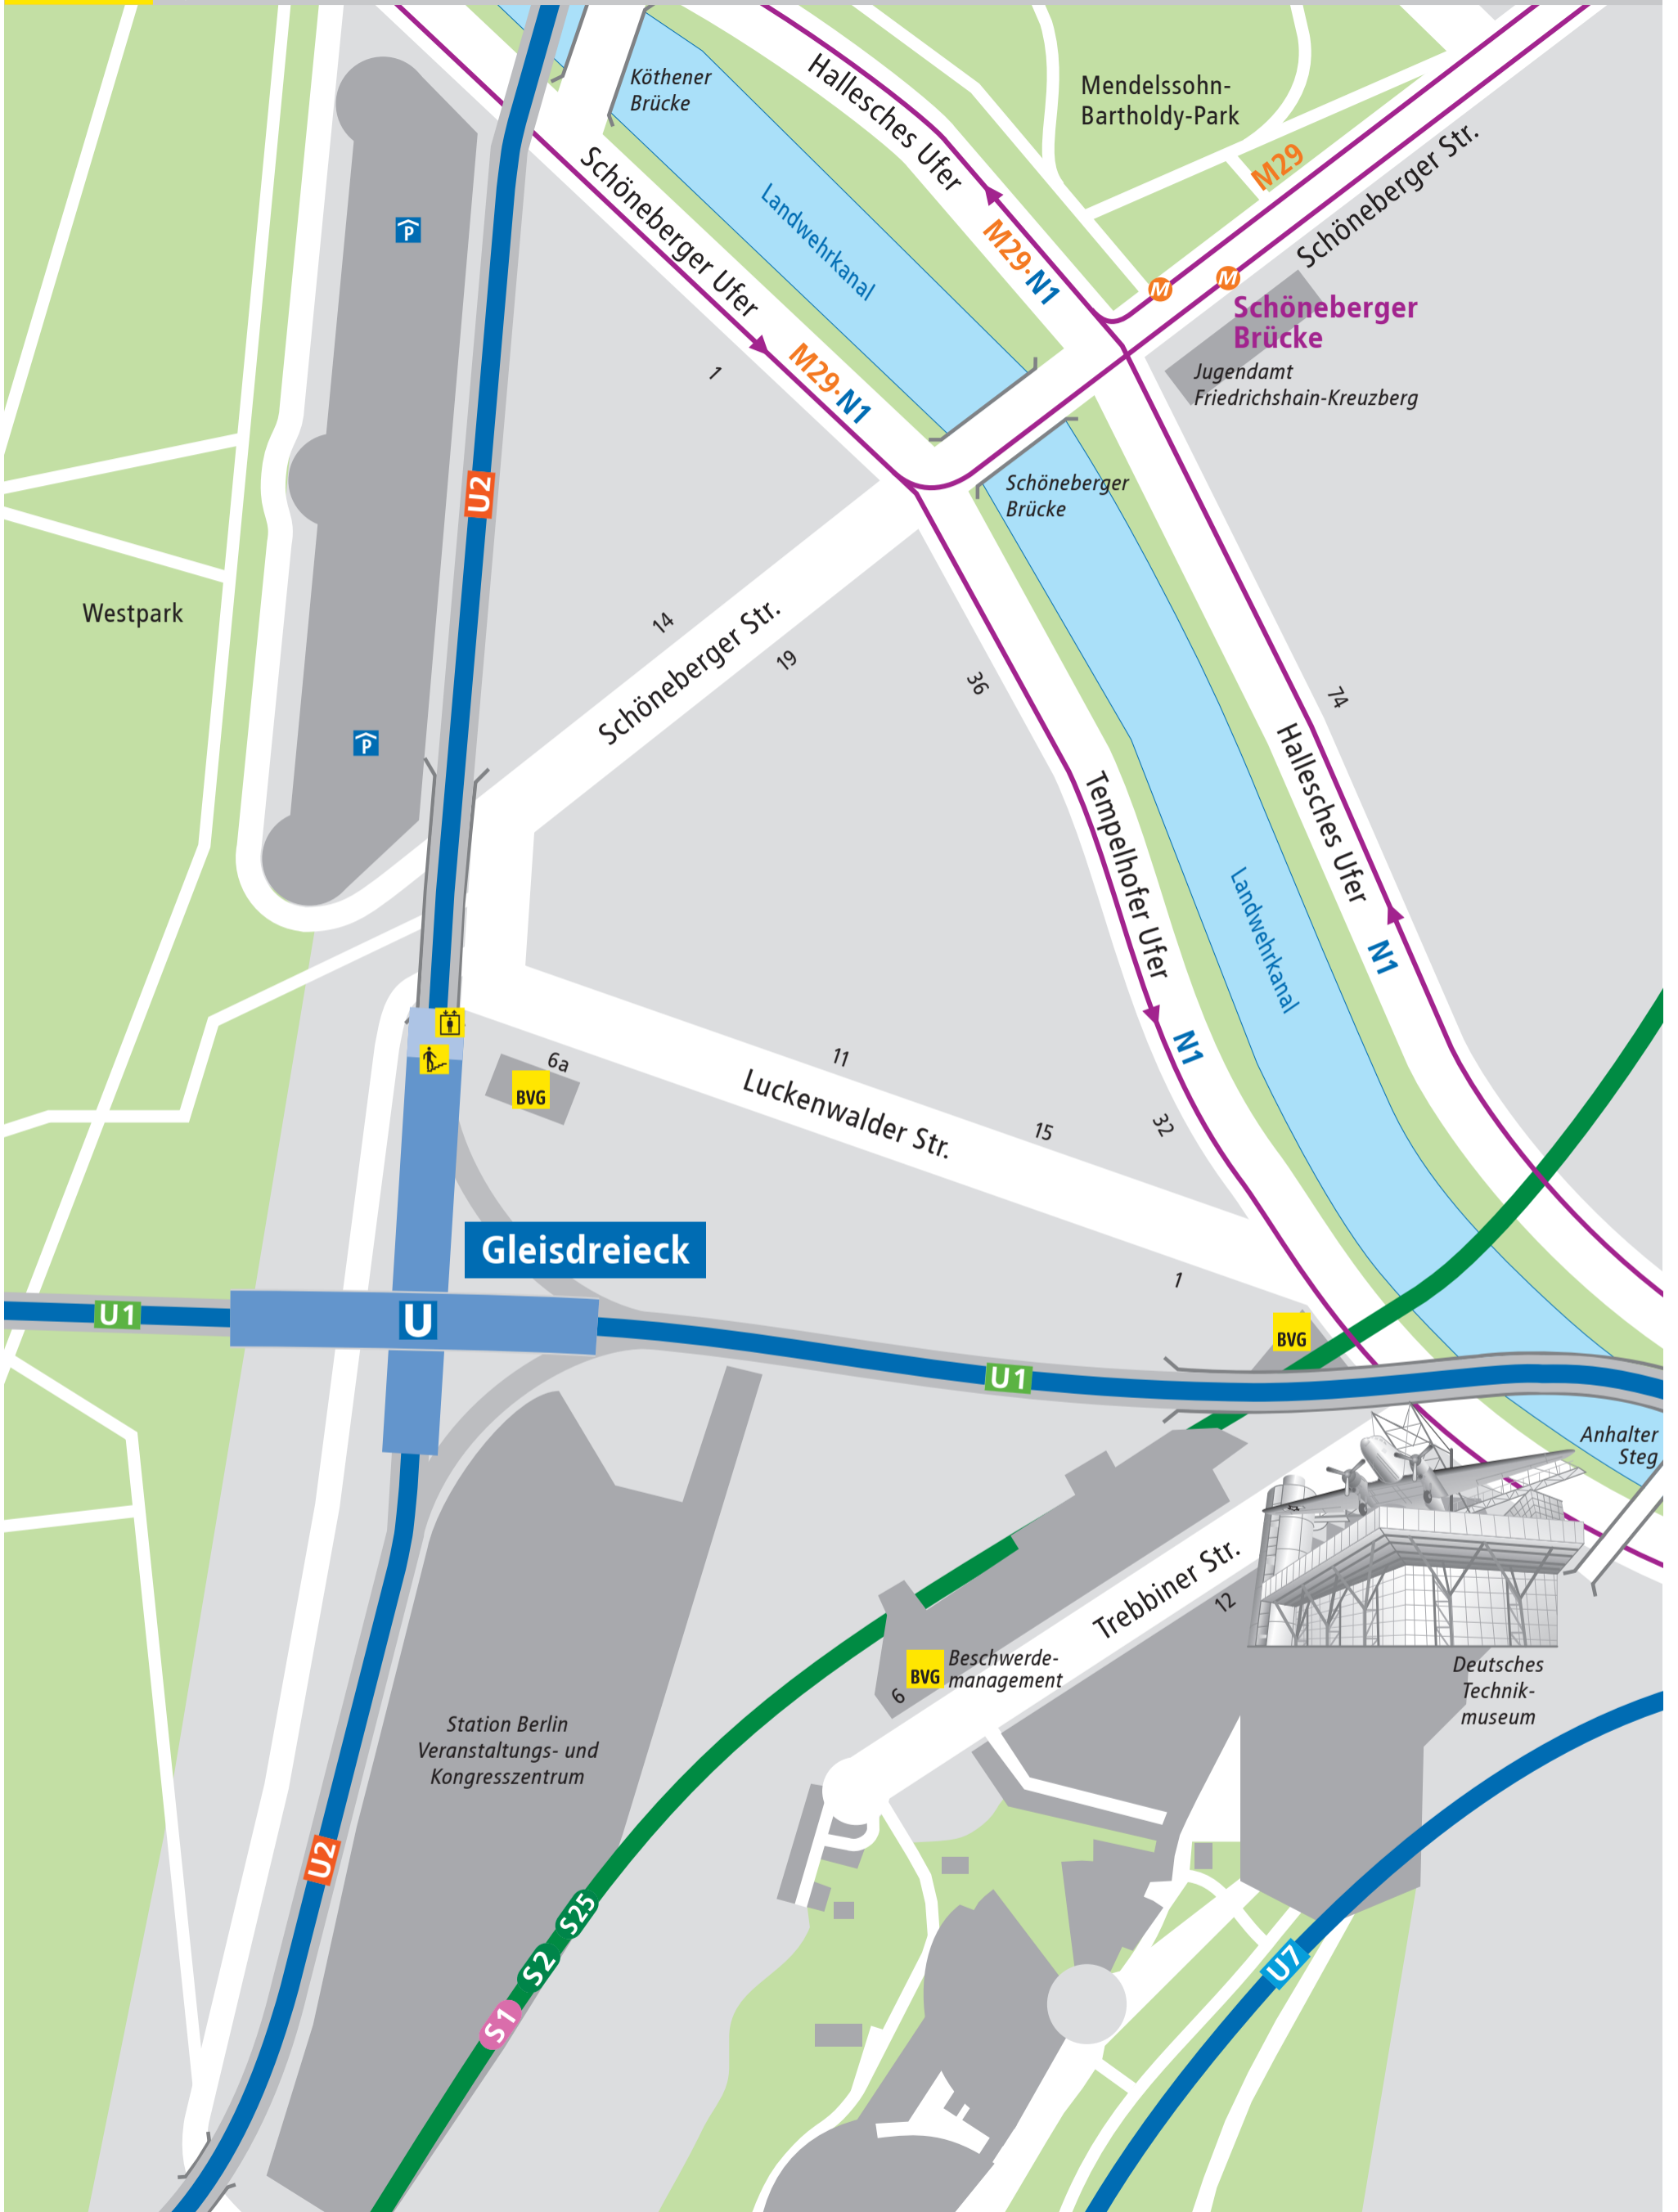 Köthener
Brücke
Hallesches Ufer
Mendelssohn-
Bartholdy-Park
M29
Schöneberger Str.
Schöneberger Ufer
Landwehrkanal
M29·N1
P
M
M
Schöneberger
Brücke
Jugendamt
Friedrichshain-Kreuzberg
1
M29·N1
U2
Schöneberger
Brücke
Westpark
14
Schöneberger Str.
19
36
74
P
Hallesches Ufer
Tempelhofer Ufer
Landwehrkanal
N1
N1
6a
BVG
11
Luckenwalder Str.
15
32
Gleisdreieck
1
U1
U
BVG
U1
Anhalter
Steg
Trebbiner Str.
12
BVG
Beschwerde-
management
6
Deutsches
Technik-
museum
Station Berlin
Veranstaltungs- und
Kongresszentrum
U2
S25
S2
S1
U7